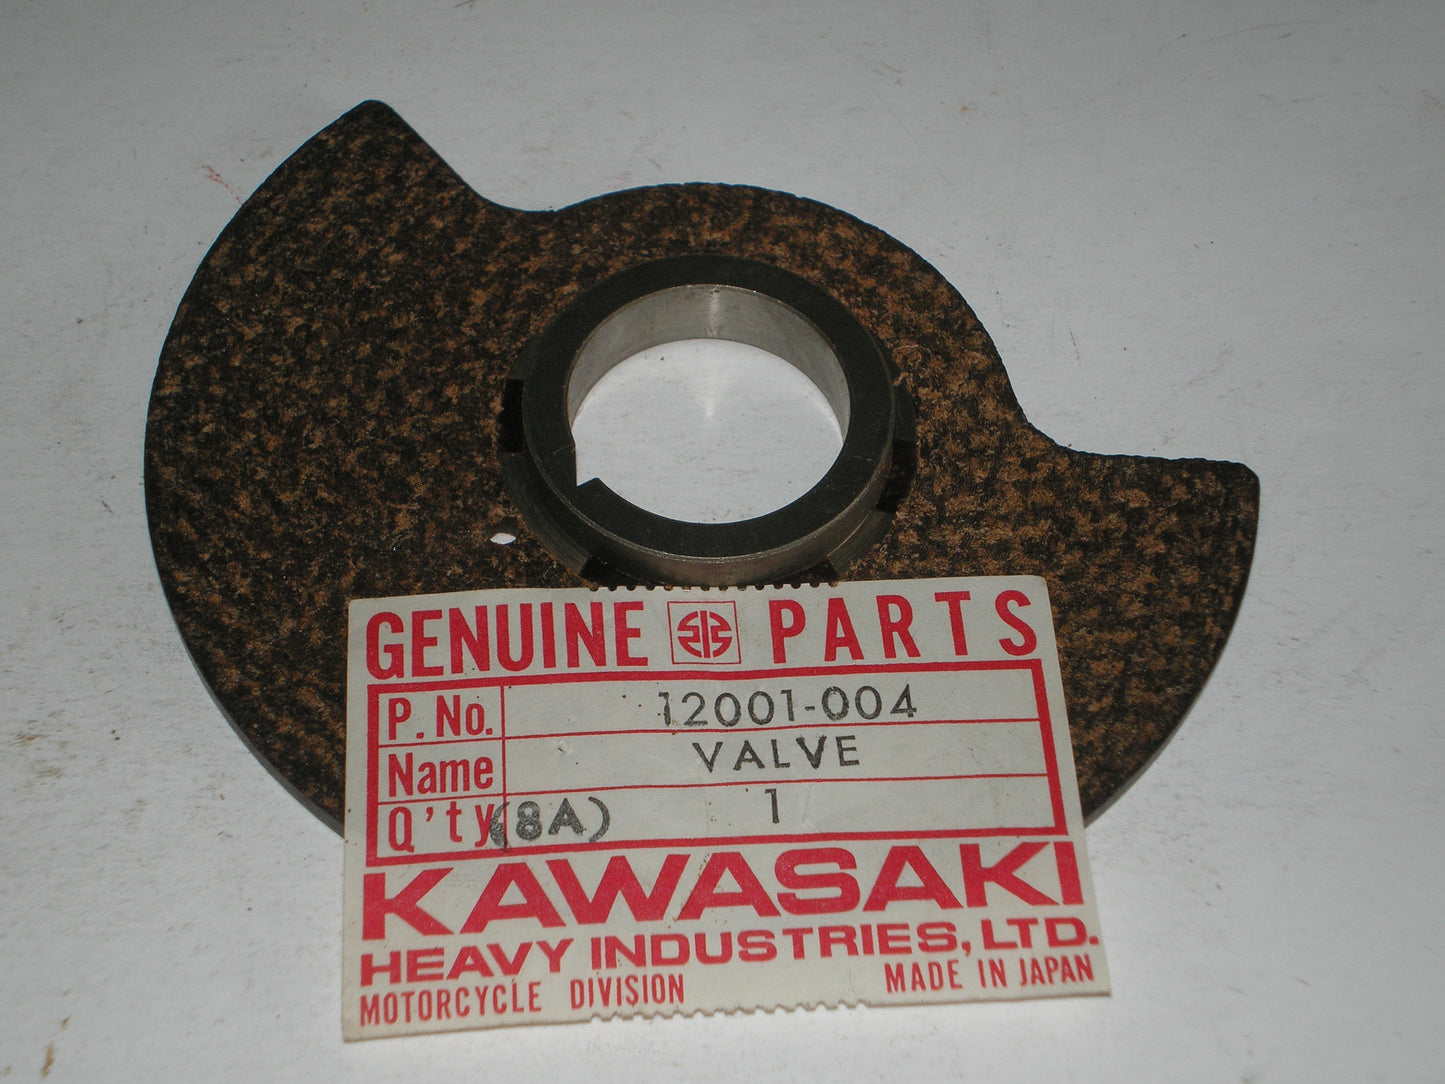 GENUINE PARTS
P. No. 12001-004
Name VALVE
Q'ty (8A) 1
KAWASAKI
HEAVY INDUSTRIES, LTD.
MOTORCYCLE DIVISION MADE IN JAPAN